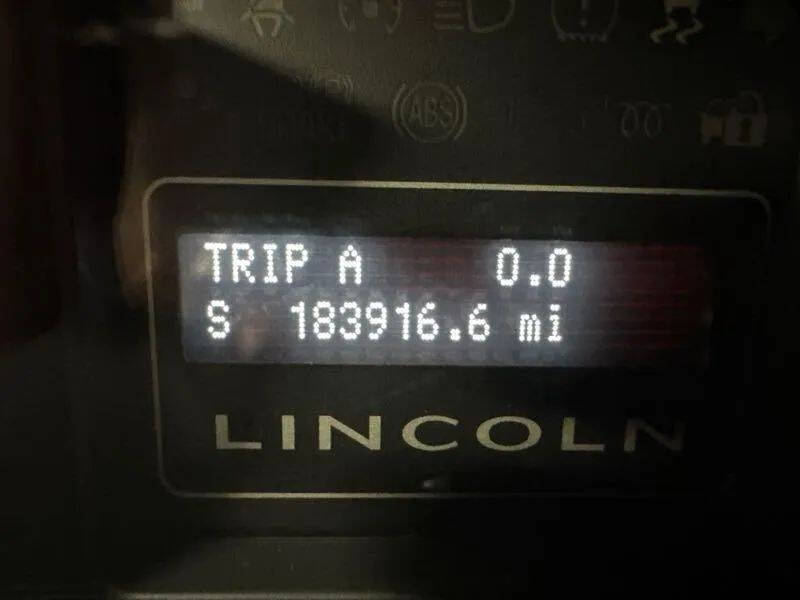 ABS
TRIP A 0.0
S 183916.6 mi
LINCOLN